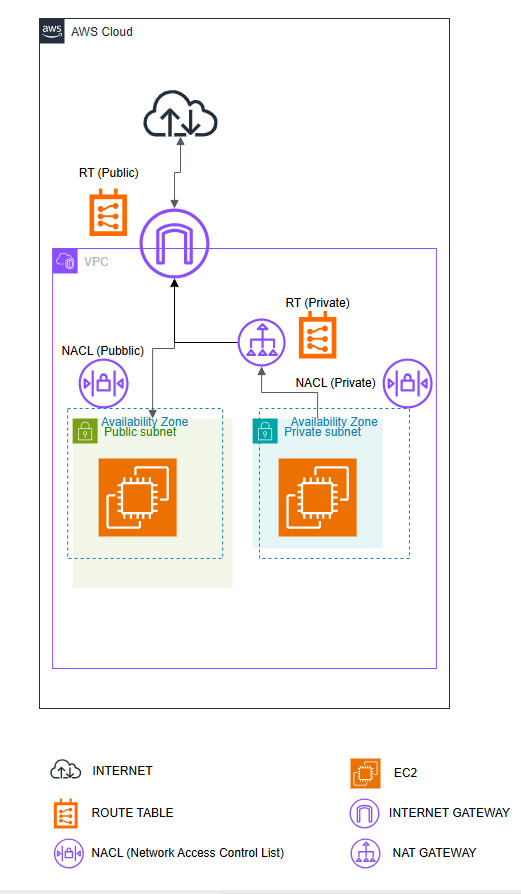 aws
AWS Cloud
RT (Public)
VPC
RT (Private)
NACL (Pubblic)
NACL (Private)
Availability Zone
Public subnet
Availability Zone
Private subnet
INTERNET
EC2
ROUTE TABLE
INTERNET GATEWAY
NACL (Network Access Control List)
NAT GATEWAY